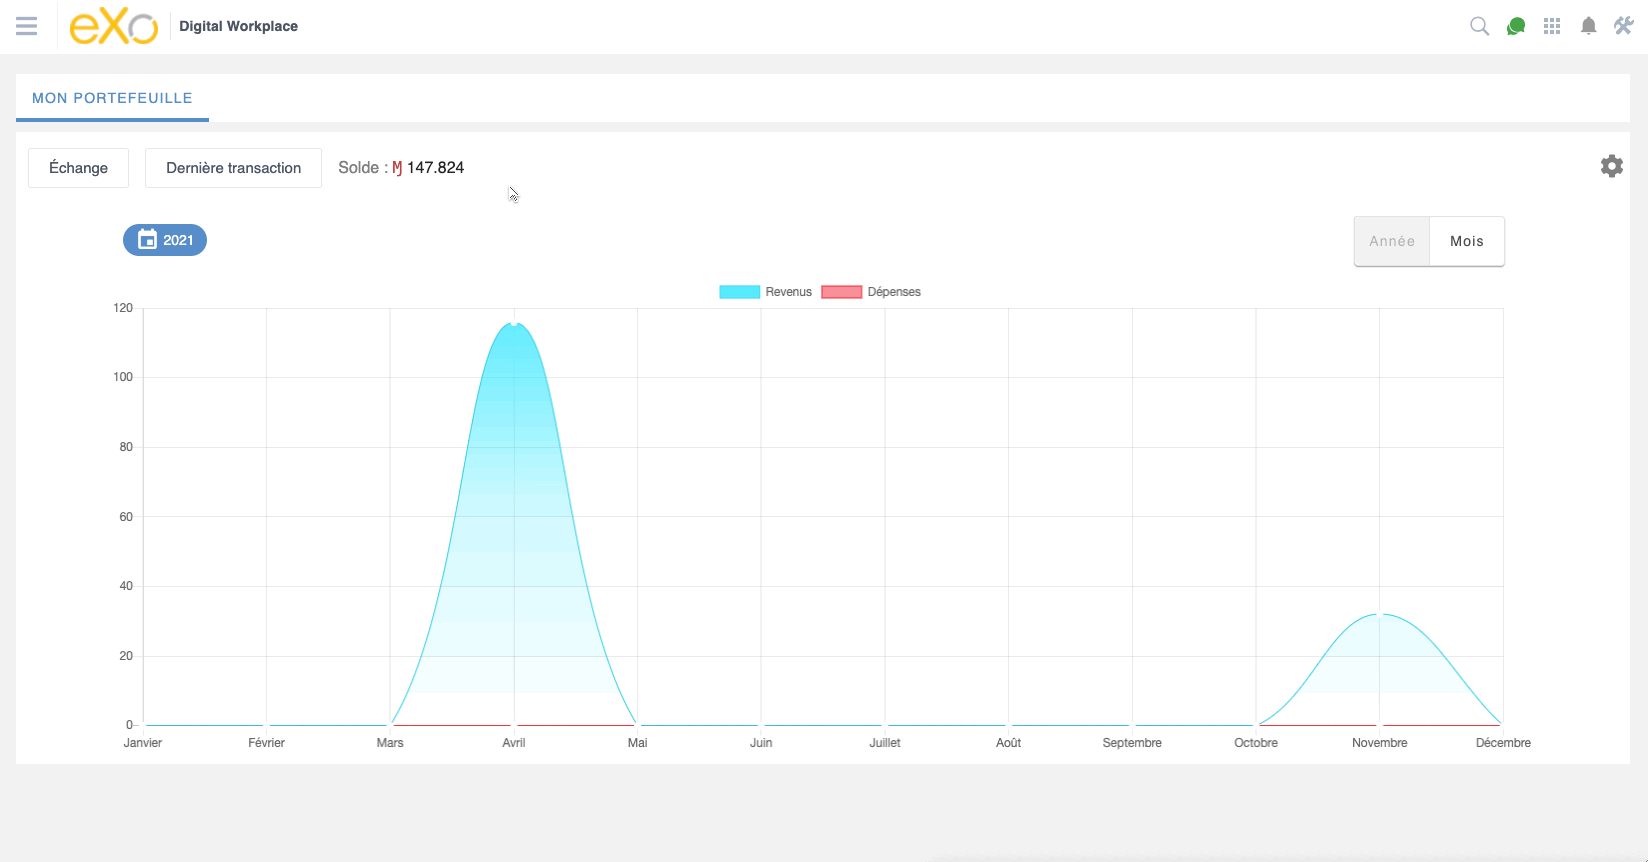 eXo Digital Workplace
MON PORTEFEUILLE
Échange Dernière transaction Solde : 147.824
2021 Année Mois
Revenus Dépenses
120
100
80
60
40
20
0
Janvier Février Mars Avril Mai Juin Juillet Août Septembre Octobre Novembre Décembre